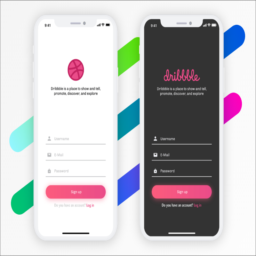 Dribbble is a place to show and tell,
promote, discover, and explore
Username
E-Mail
Password
Sign up
Do you have an account? Log in
dribbble
Dribbble is a place to show and tell,
promote, discover, and explore
Username
E-Mail
Password
Sign up
Do you have an account? Log in